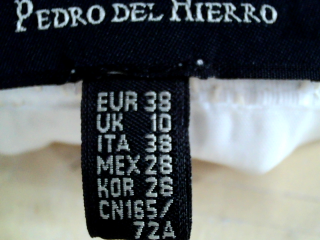 PEDRO DEL HIERRO
EUR 38
UK 10
ITA 38
MEX 28
KOR 28
CN165/
72A